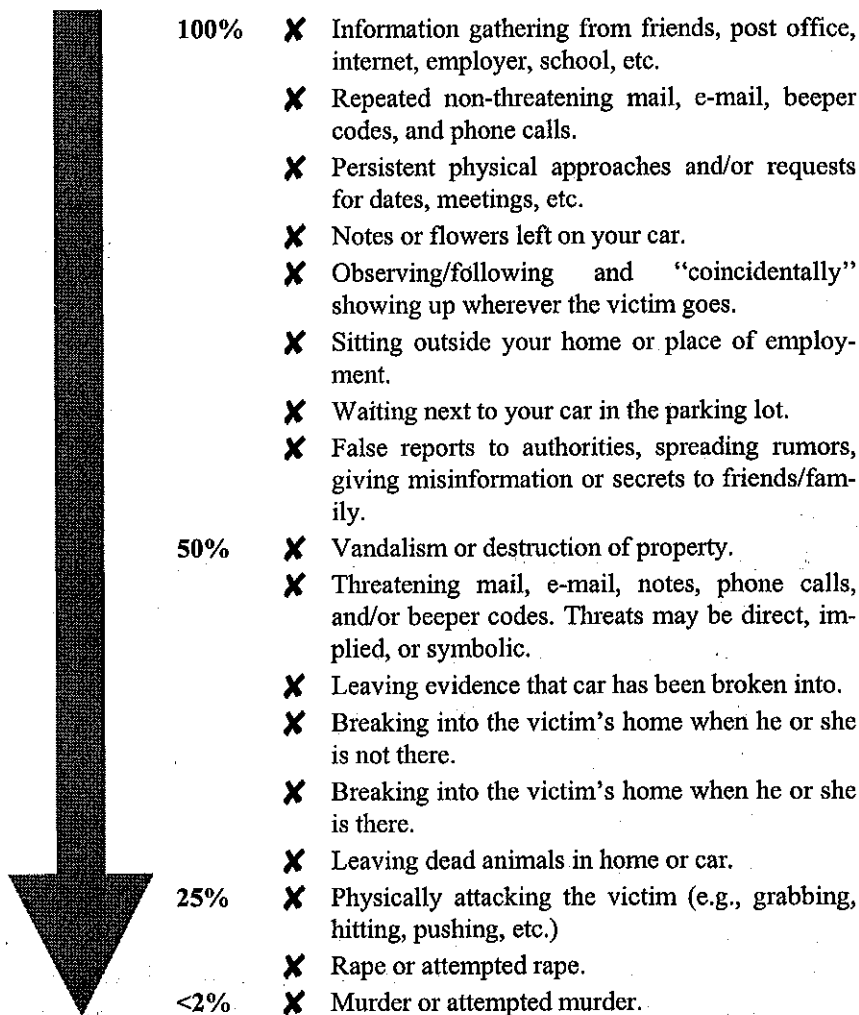 100% ✘ Information gathering from friends, post office,
internet, employer, school, etc.
✘ Repeated non-threatening mail, e-mail, beeper
codes, and phone calls.
✘ Persistent physical approaches and/or requests
for dates, meetings, etc.
✘ Notes or flowers left on your car.
✘ Observing/following and “coincidentally”
showing up wherever the victim goes.
✘ Sitting outside your home or place of employ-
ment.
✘ Waiting next to your car in the parking lot.
✘ False reports to authorities, spreading rumors,
giving misinformation or secrets to friends/fam-
ily.
50% ✘ Vandalism or destruction of property.
✘ Threatening mail, e-mail, notes, phone calls,
and/or beeper codes. Threats may be direct, im-
plied, or symbolic.
✘ Leaving evidence that car has been broken into.
✘ Breaking into the victim’s home when he or she
is not there.
✘ Breaking into the victim’s home when he or she
is there.
✘ Leaving dead animals in home or car.
25% ✘ Physically attacking the victim (e.g., grabbing,
hitting, pushing, etc.)
✘ Rape or attempted rape.
<2% ✘ Murder or attempted murder.